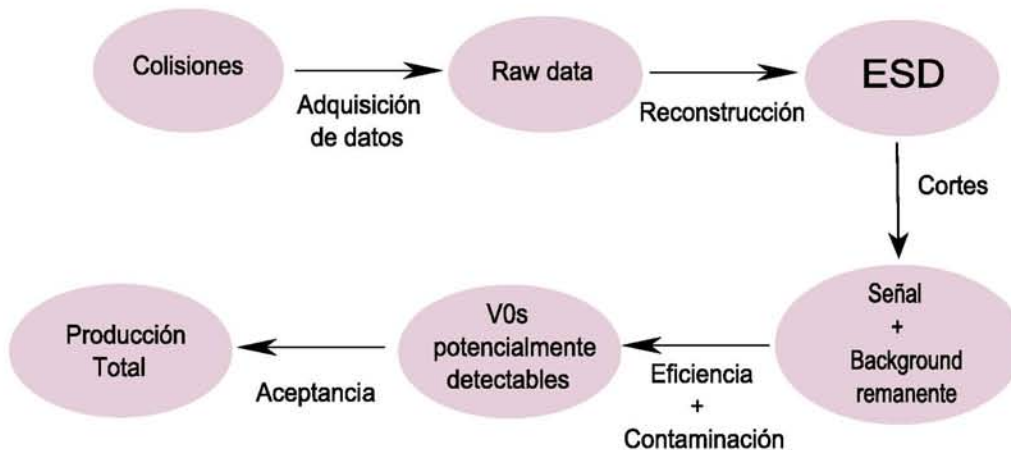 Colisiones
Adquisición
de datos
Raw data
Reconstrucción
ESD
Cortes
Señal
+
Background
remanente
Eficiencia
+
Contaminación
V0s
potencialmente
detectables
Aceptancia
Producción
Total